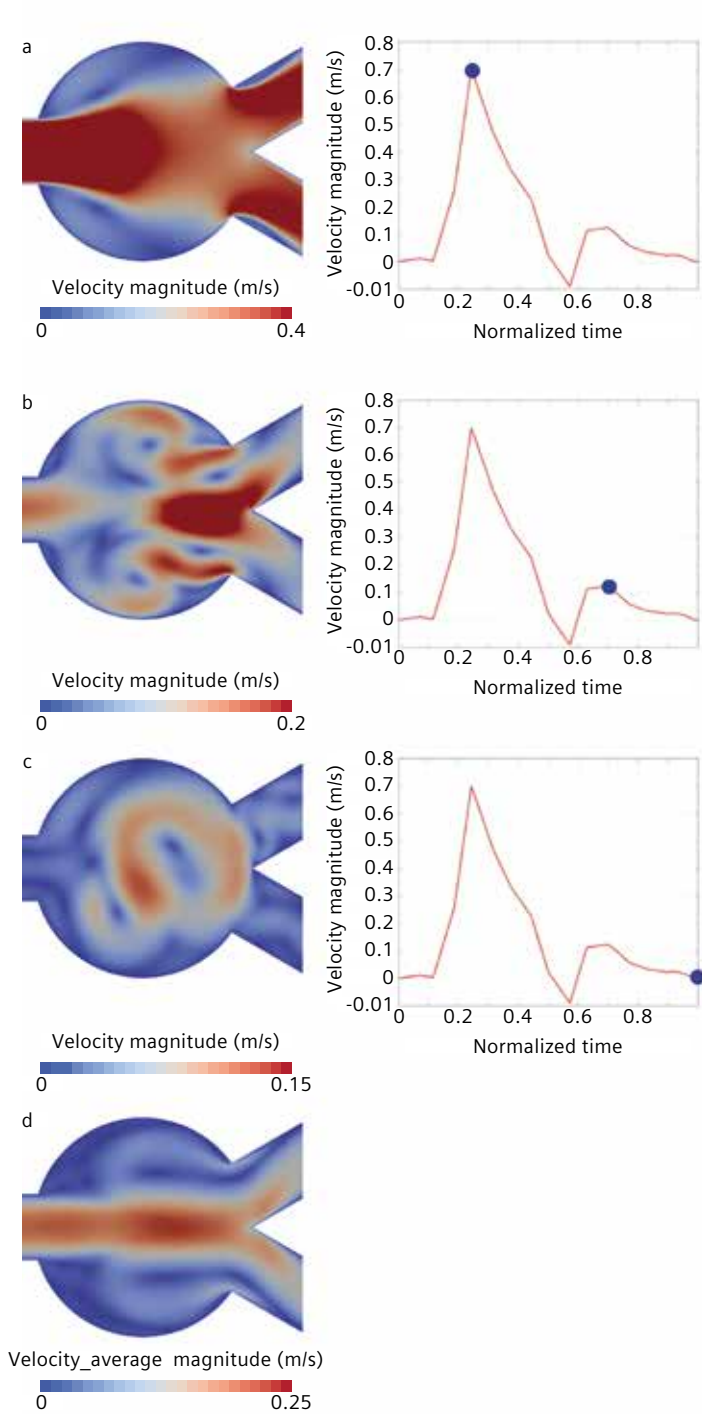 a
0.8
0.7
0.6
0.5
0.4
0.3
0.2
0.1
0
-0.01
Velocity magnitude (m/s)
0 0.2 0.4 0.6 0.8
Normalized time
Velocity magnitude (m/s)
0 0.4
b
0.8
0.7
0.6
0.5
0.4
0.3
0.2
0.1
0
-0.01
Velocity magnitude (m/s)
0 0.2 0.4 0.6 0.8
Normalized time
Velocity magnitude (m/s)
0 0.2
c
0.8
0.7
0.6
0.5
0.4
0.3
0.2
0.1
0
-0.01
Velocity magnitude (m/s)
0 0.2 0.4 0.6 0.8
Normalized time
Velocity magnitude (m/s)
0 0.15
d
Velocity_average magnitude (m/s)
0 0.25